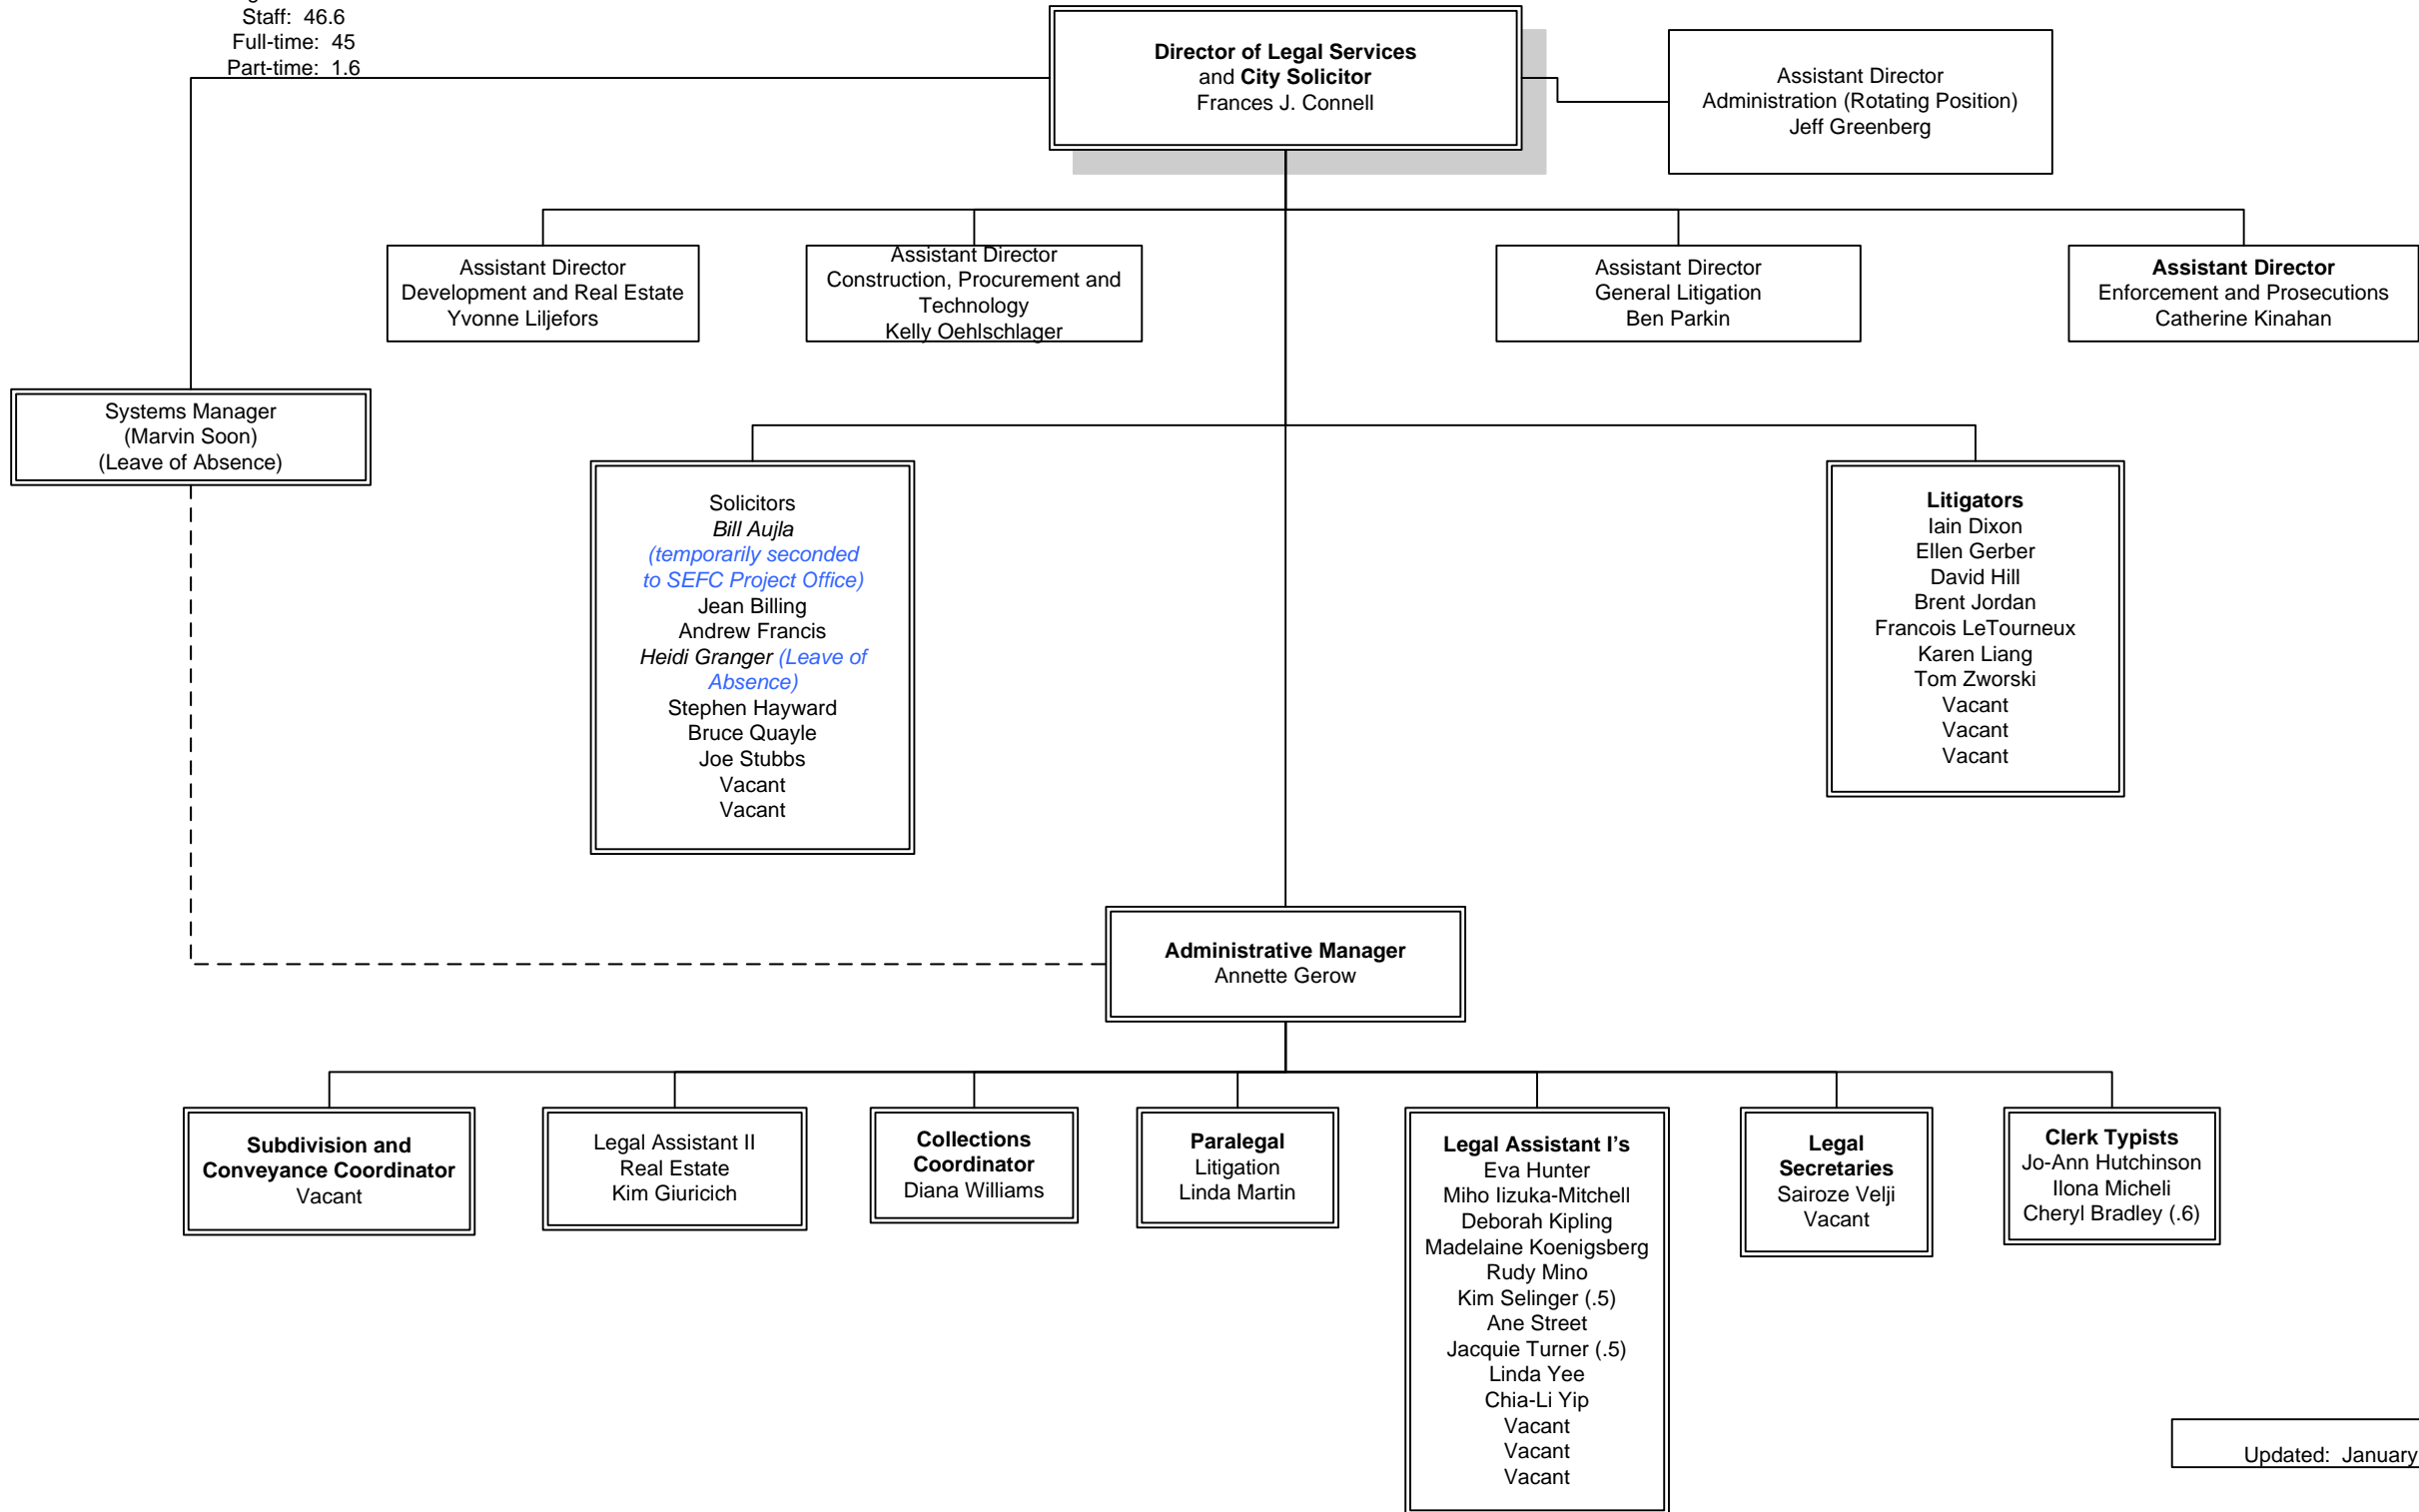 Staff: 46.6
Full-time: 45
Part-time: 1.6
Director of Legal Services
and City Solicitor
Frances J. Connell
Assistant Director
Administration (Rotating Position)
Jeff Greenberg
Assistant Director
Development and Real Estate
Yvonne Liljefors
Assistant Director
Construction, Procurement and
Technology
Kelly Oehlschlager
Assistant Director
General Litigation
Ben Parkin
Assistant Director
Enforcement and Prosecutions
Catherine Kinahan
Systems Manager
(Marvin Soon)
(Leave of Absence)
Solicitors
Bill Aujla
(temporarily seconded
to SEFC Project Office)
Jean Billing
Andrew Francis
Heidi Granger (Leave of
Absence)
Stephen Hayward
Bruce Quayle
Joe Stubbs
Vacant
Vacant
Litigators
Iain Dixon
Ellen Gerber
David Hill
Brent Jordan
Francois LeTourneux
Karen Liang
Tom Zworski
Vacant
Vacant
Vacant
Administrative Manager
Annette Gerow
Subdivision and
Conveyance Coordinator
Vacant
Legal Assistant II
Real Estate
Kim Giuricich
Collections
Coordinator
Diana Williams
Paralegal
Litigation
Linda Martin
Legal Assistant I's
Eva Hunter
Miho Iizuka-Mitchell
Deborah Kipling
Madelaine Koenigsberg
Rudy Mino
Kim Selinger (.5)
Ane Street
Jacquie Turner (.5)
Linda Yee
Chia-Li Yip
Vacant
Vacant
Vacant
Legal
Secretaries
Sairoze Velji
Vacant
Clerk Typists
Jo-Ann Hutchinson
Ilona Micheli
Cheryl Bradley (.6)
Updated: January